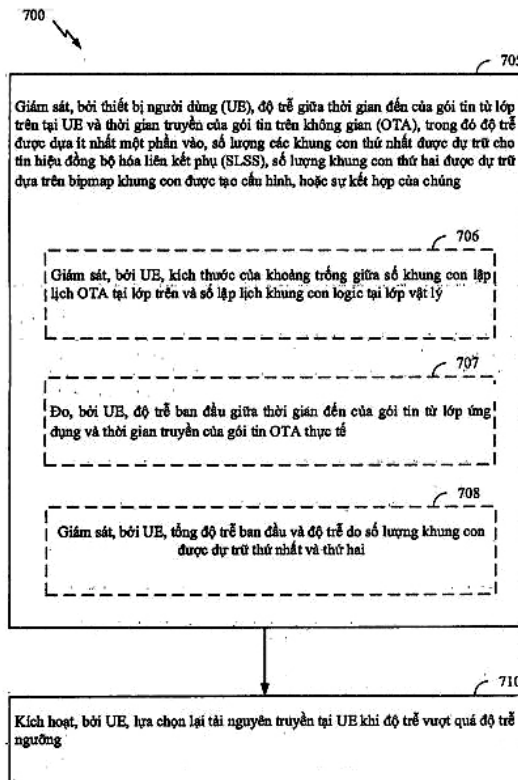 700
705
Giám sát, bởi thiết bị người dùng (UE), độ trễ giữa thời gian đến của gói tin từ lớp
trên tại UE và thời gian truyền của gói tin trên không gian (OTA), trong đó độ trễ
được dựa ít nhất một phần vào, số lượng các khung con thứ nhất được dự trữ cho
tín hiệu đồng bộ hóa liên kết phụ (SLSS), số lượng khung con thứ hai được dự trữ
dựa trên bipmap khung con được tạo cấu hình, hoặc sự kết hợp của chúng
706
Giám sát, bởi UE, kích thước của khoảng trống giữa số khung con lập
lịch OTA tại lớp trên và số lập lịch khung con logic tại lớp vật lý
707
Đo, bởi UE, độ trễ ban đầu giữa thời gian đến của gói tin từ lớp ứng
dụng và thời gian truyền của gói tin OTA thực tế
708
Giám sát, bởi UE, tổng độ trễ ban đầu và độ trễ do số lượng khung con
được dự trữ thứ nhất và thứ hai
710
Kích hoạt, bởi UE, lựa chọn lại tài nguyên truyền tại UE khi độ trễ vượt quá độ trễ
ngưỡng